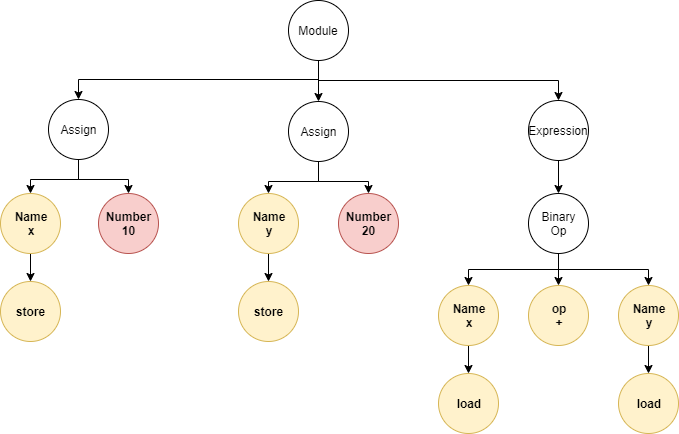 Module
Assign
Assign
Expression
Name
x
Number
10
Name
y
Number
20
Binary
Op
store
store
Name
x
op
+
Name
y
load
load